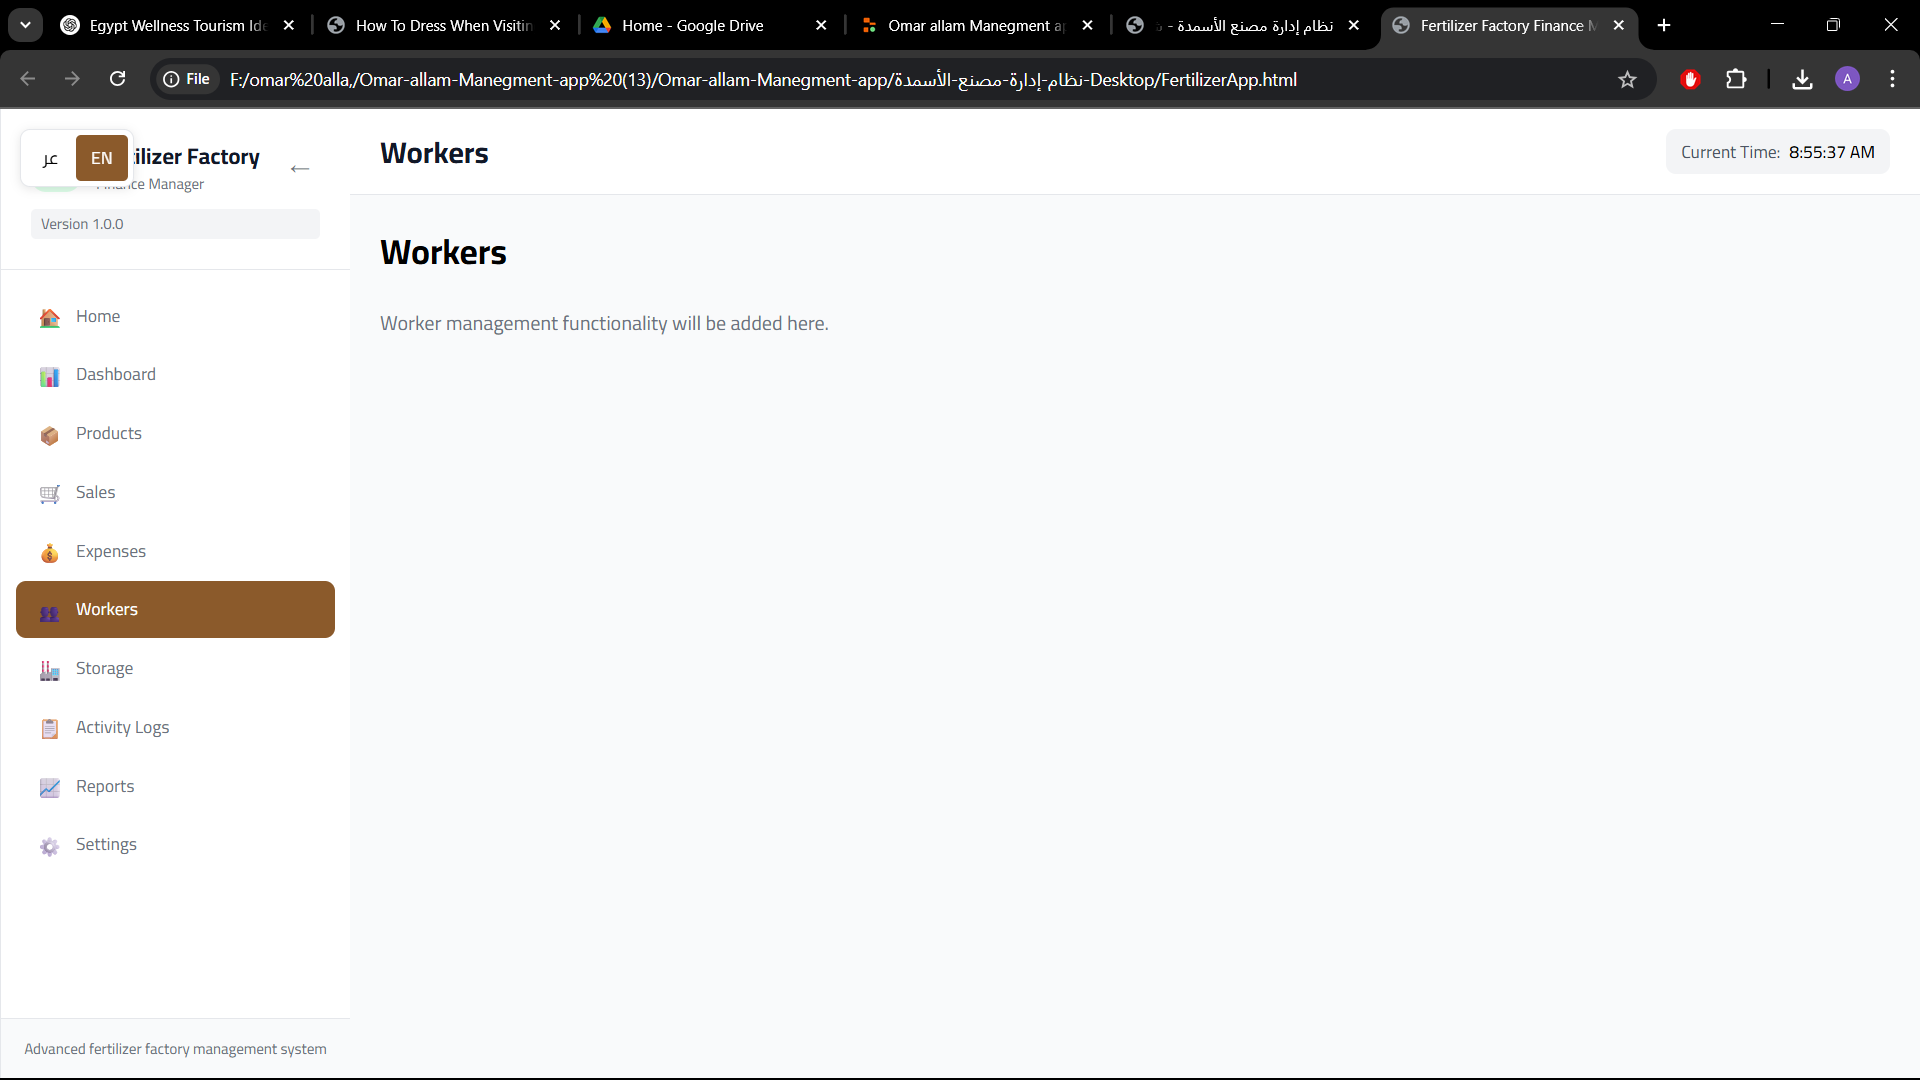 Egypt Wellness Tourism Ide
How To Dress When Visitin
Home - Google Drive
Omar allam Manegment a
نظام إدارة مصنع الأسمدة -
Fertilizer Factory Finance M
File
F:/omar%20alla,/Omar-allam-Manegment-app%20(13)/Omar-allam-Manegment-app/نظام-إدارة-مصنع-الأسمدة-Desktop/FertilizerApp.html
A
عر
EN
tilizer Factory
←
Finance Manager
Version 1.0.0
Workers
Current Time: 8:55:37 AM
Home
Dashboard
Products
Sales
Expenses
Workers
Storage
Activity Logs
Reports
Settings
Advanced fertilizer factory management system
Workers
Worker management functionality will be added here.